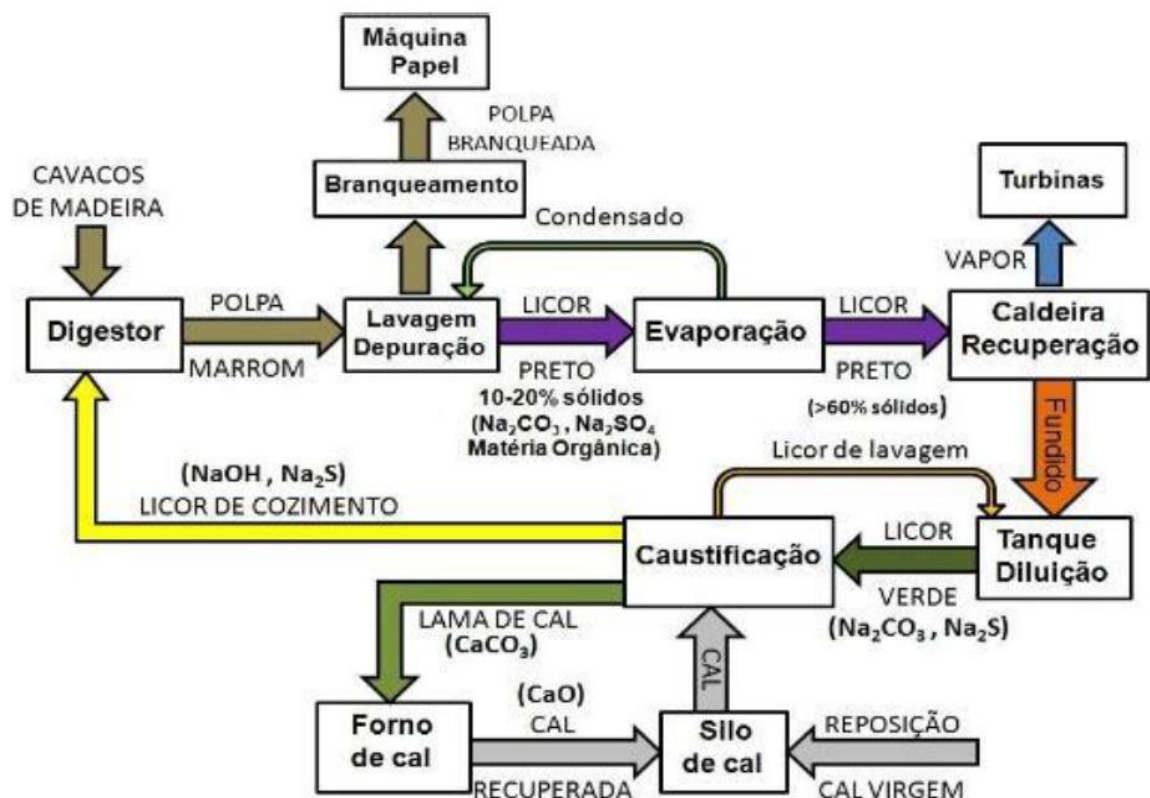 Máquina
Papel
POLPA
BRANQUEADA
CAVACOS
DE MADEIRA
Branqueamento
Turbinas
Condensado
VAPOR
Digestor
POLPA
MARROM
Lavagem
Depuração
LICOR
PRETO
10-20% sólidos
(Na₂CO₃, Na₂SO₄
Matéria Orgânica)
Evaporação
LICOR
PRETO
(>60% sólidos)
Caldeira
Recuperação
Fundido
Licor de lavagem
(NaOH, Na₂S)
LICOR DE COZIMENTO
Caustificação
LICOR
VERDE
(Na₂CO₃, Na₂S)
Tanque
Diluição
LAMA DE CAL
(CaCO₃)
CAL
Forno
de cal
(CaO)
CAL
RECUPERADA
Silo
de cal
REPOSIÇÃO
CAL VIRGEM